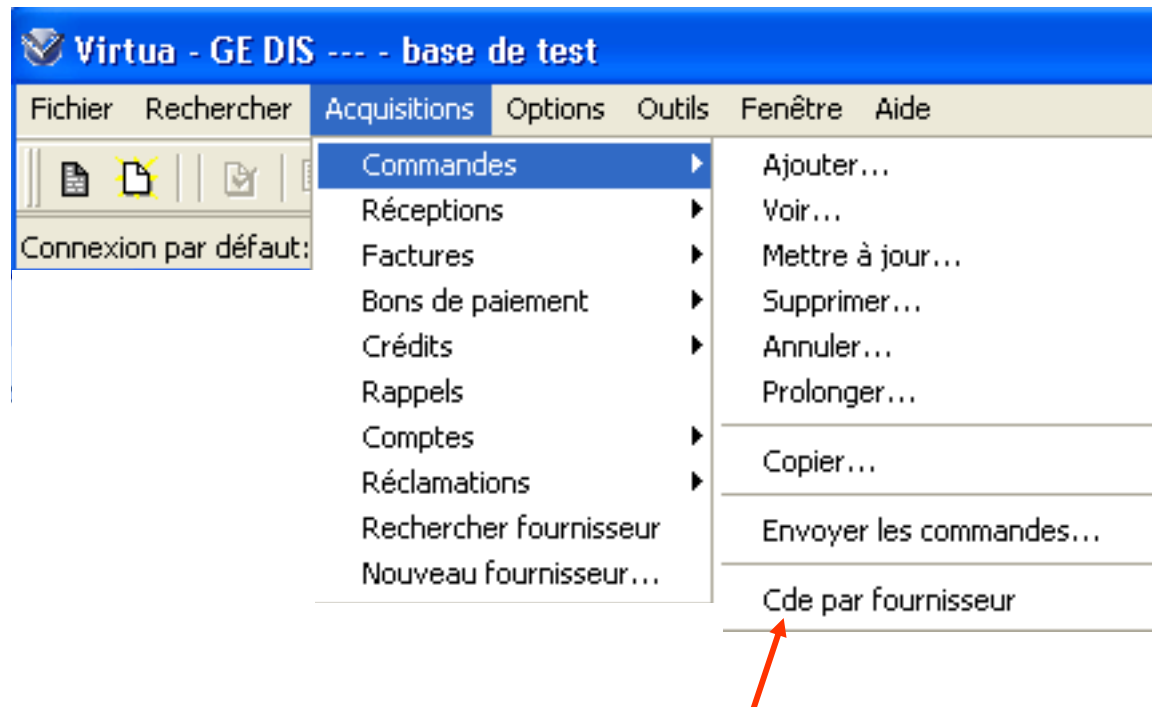 Virtua - GE DIS --- - base de test
Fichier Rechercher Acquisitions Options Outils Fenêtre Aide
Connexion par défaut:
Commandes
Réceptions
Factures
Bons de paiement
Crédits
Rappels
Comptes
Réclamations
Rechercher fournisseur
Nouveau fournisseur...
Ajouter...
Voir...
Mettre à jour...
Supprimer...
Annuler...
Prolonger...
Copier...
Envoyer les commandes...
Cde par fournisseur